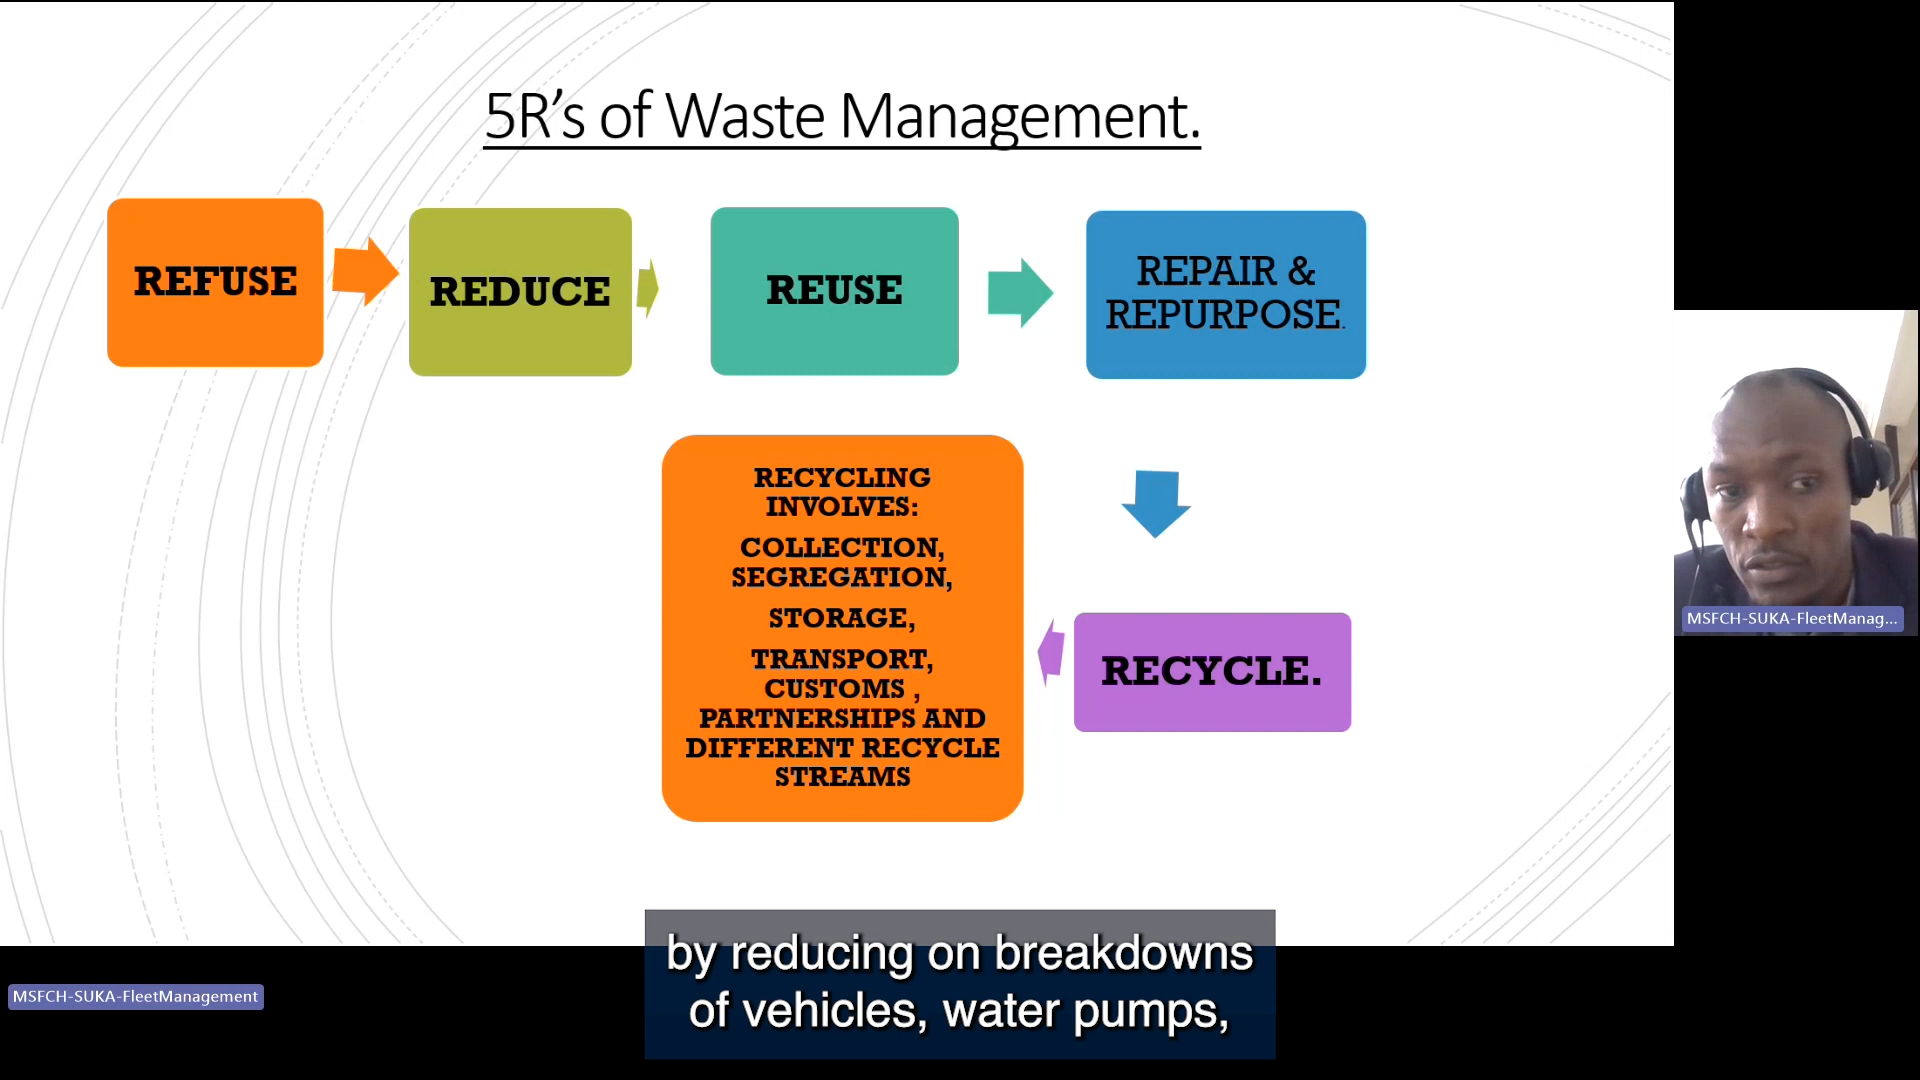 5R’s of Waste Management.
REFUSE
REDUCE
REUSE
REPAIR &
REPURPOSE.
RECYCLING
INVOLVES:
COLLECTION,
SEGREGATION,
STORAGE,
TRANSPORT,
CUSTOMS ,
PARTNERSHIPS AND
DIFFERENT RECYCLE
STREAMS
RECYCLE.
MSFCH-SUKA-FleetManag...
by reducing on breakdowns
of vehicles, water pumps,
MSFCH-SUKA-FleetManagement